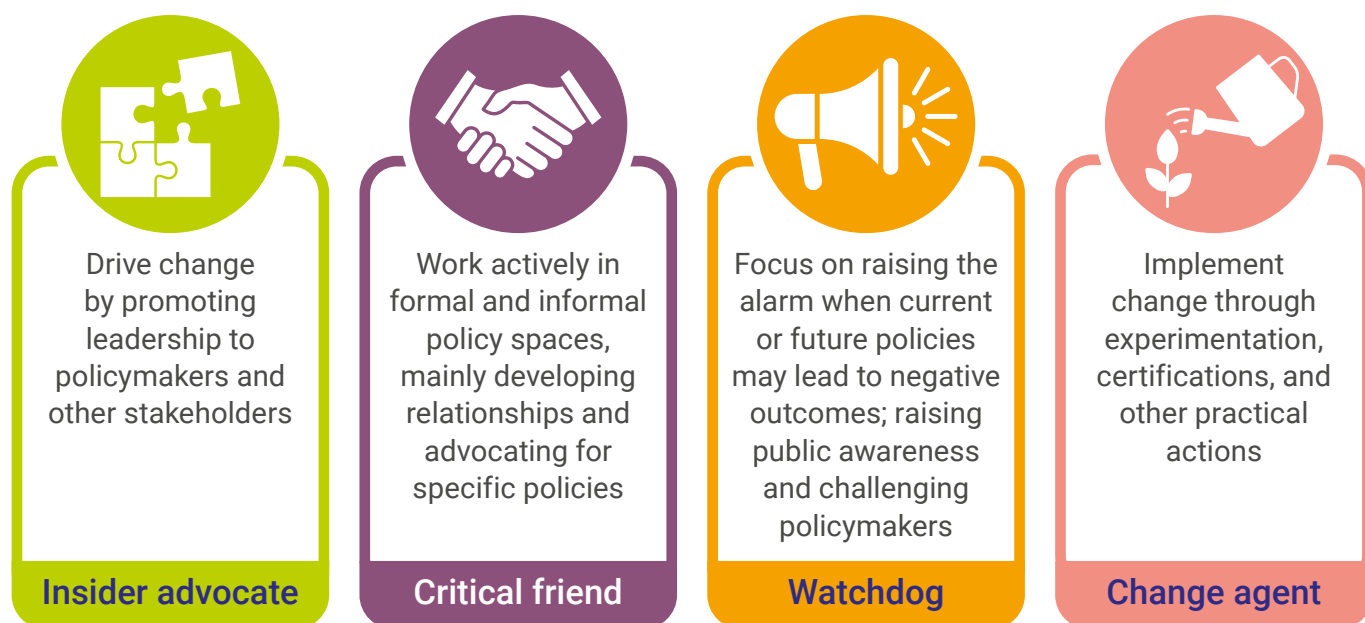 Drive change
by promoting
leadership to
policymakers and
other stakeholders
Insider advocate
Work actively in
formal and informal
policy spaces,
mainly developing
relationships and
advocating for
specific policies
Critical friend
Focus on raising the
alarm when current
or future policies
may lead to negative
outcomes; raising
public awareness
and challenging
policymakers
Watchdog
Implement
change through
experimentation,
certifications, and
other practical
actions
Change agent